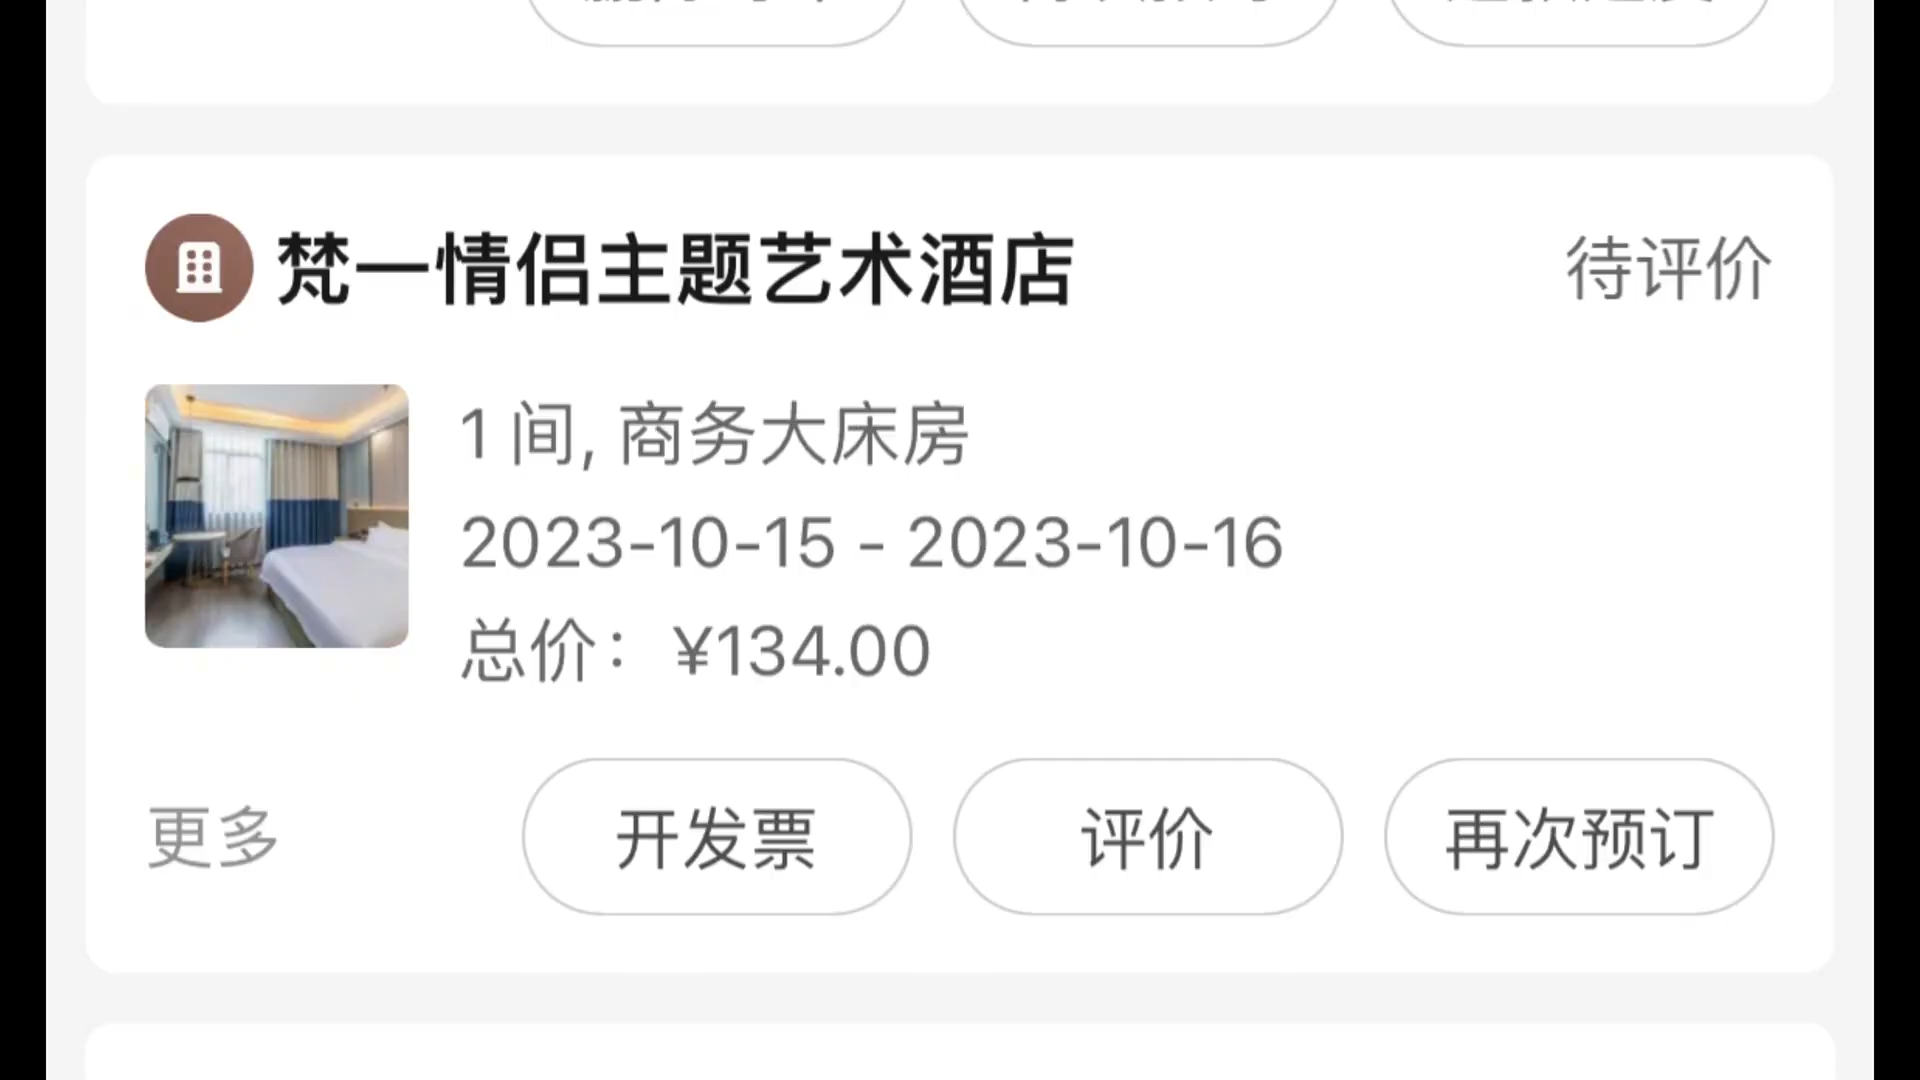 梵一情侣主题艺术酒店
待评价
1 间, 商务大床房
2023-10-15 - 2023-10-16
总价： ¥134.00
更多
开发票
评价
再次预订